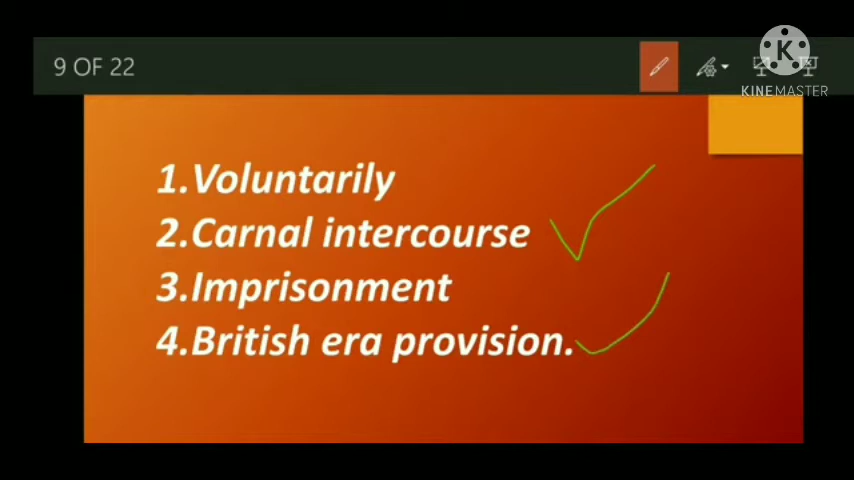 9 OF 22
KINEMASTER
1.Voluntarily
2.Carnal intercourse
3.Imprisonment
4.British era provision.